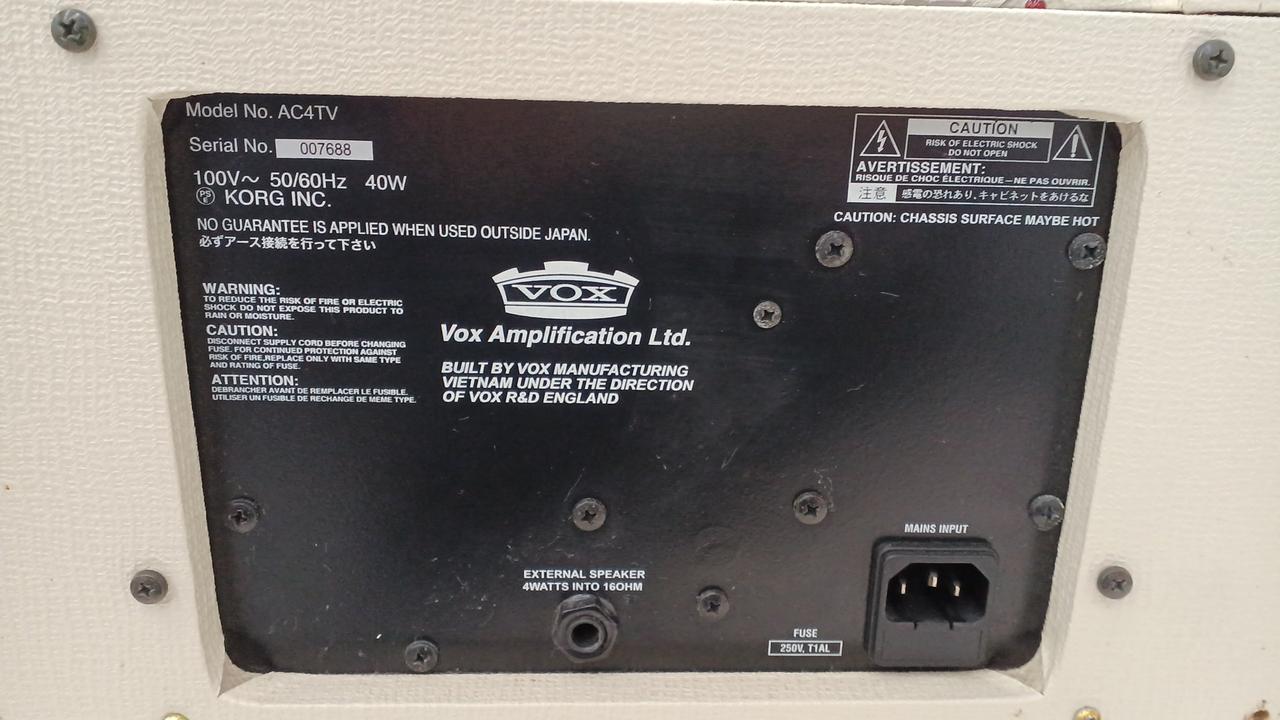 Model No. AC4TV
Serial No. 007688
100V～ 50/60Hz 40W
PS E KORG INC.
NO GUARANTEE IS APPLIED WHEN USED OUTSIDE JAPAN.
必ずアース接続を行って下さい
WARNING:
TO REDUCE THE RISK OF FIRE OR ELECTRIC
SHOCK DO NOT EXPOSE THIS PRODUCT TO
RAIN OR MOISTURE.
CAUTION:
DISCONNECT SUPPLY CORD BEFORE CHANGING
FUSE. FOR CONTINUED PROTECTION AGAINST
RISK OF FIRE,REPLACE ONLY WITH SAME TYPE
AND RATING OF FUSE.
ATTENTION:
DEBRANCHER AVANT DE REMPLACER LE FUSIBLE.
UTILISER UN FUSIBLE DE RECHANGE DE MEME TYPE.
VOX
Vox Amplification Ltd.
BUILT BY VOX MANUFACTURING
VIETNAM UNDER THE DIRECTION
OF VOX R&D ENGLAND
CAUTION
RISK OF ELECTRIC SHOCK
DO NOT OPEN
AVERTISSEMENT:
RISQUE DE CHOC ÉLECTRIQUE—NE PAS OUVRIR.
注意 感電の恐れあり、キャビネットをあけるな
CAUTION: CHASSIS SURFACE MAYBE HOT
EXTERNAL SPEAKER
4WATTS INTO 16OHM
MAINS INPUT
FUSE
250V, T1AL